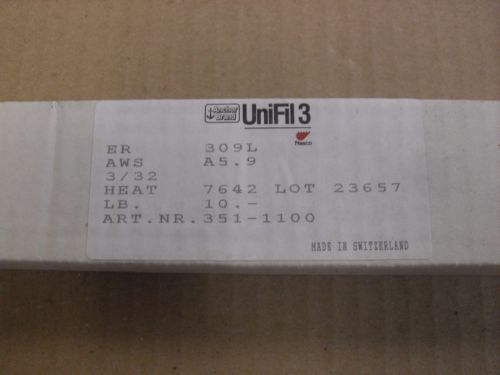 Anchor Brand UniFil 3
Nasco
ER 309L
AWS A5.9
3/32
HEAT 7642 LOT 23657
LB. 10.-
ART.NR.351-1100
MADE IN SWITZERLAND